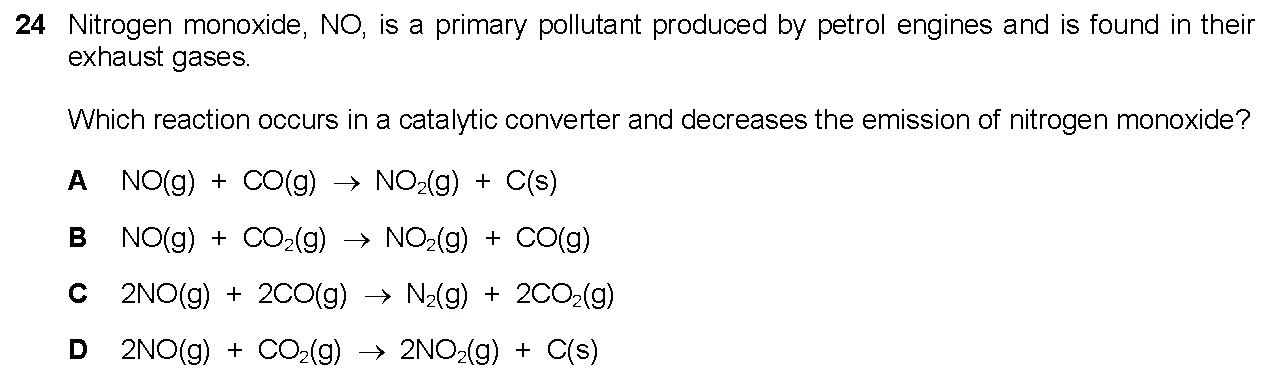 24 Nitrogen monoxide, NO, is a primary pollutant produced by petrol engines and is found in their
exhaust gases.
Which reaction occurs in a catalytic converter and decreases the emission of nitrogen monoxide?
A NO(g) + CO(g) → NO₂(g) + C(s)
B NO(g) + CO₂(g) → NO₂(g) + CO(g)
C 2NO(g) + 2CO(g) → N₂(g) + 2CO₂(g)
D 2NO(g) + CO₂(g) → 2NO₂(g) + C(s)